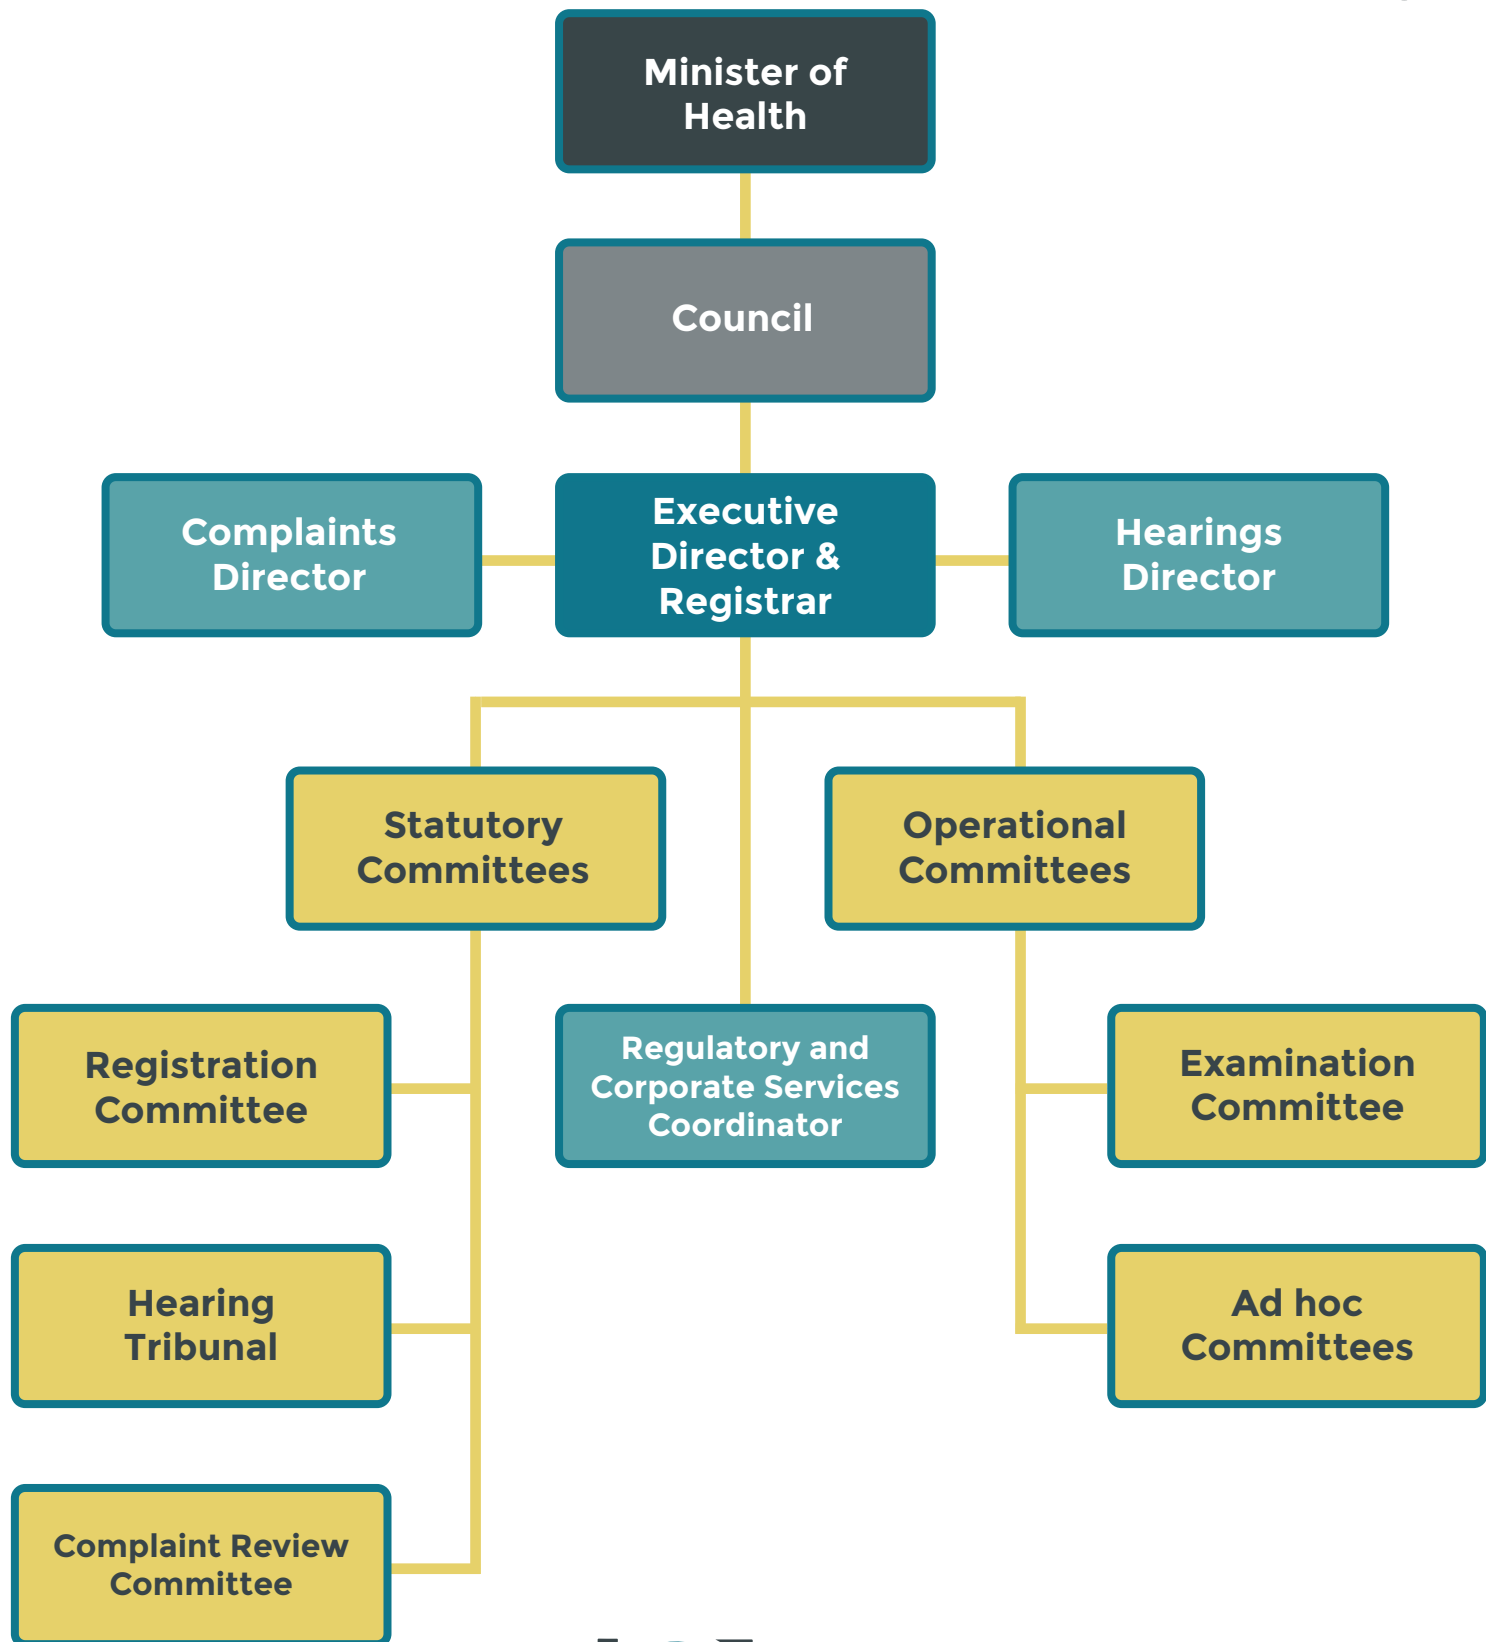 Minister of
Health
Council
Complaints
Director
Executive
Director &
Registrar
Hearings
Director
Statutory
Committees
Operational
Committees
Registration
Committee
Regulatory and
Corporate Services
Coordinator
Examination
Committee
Hearing
Tribunal
Ad hoc
Committees
Complaint Review
Committee